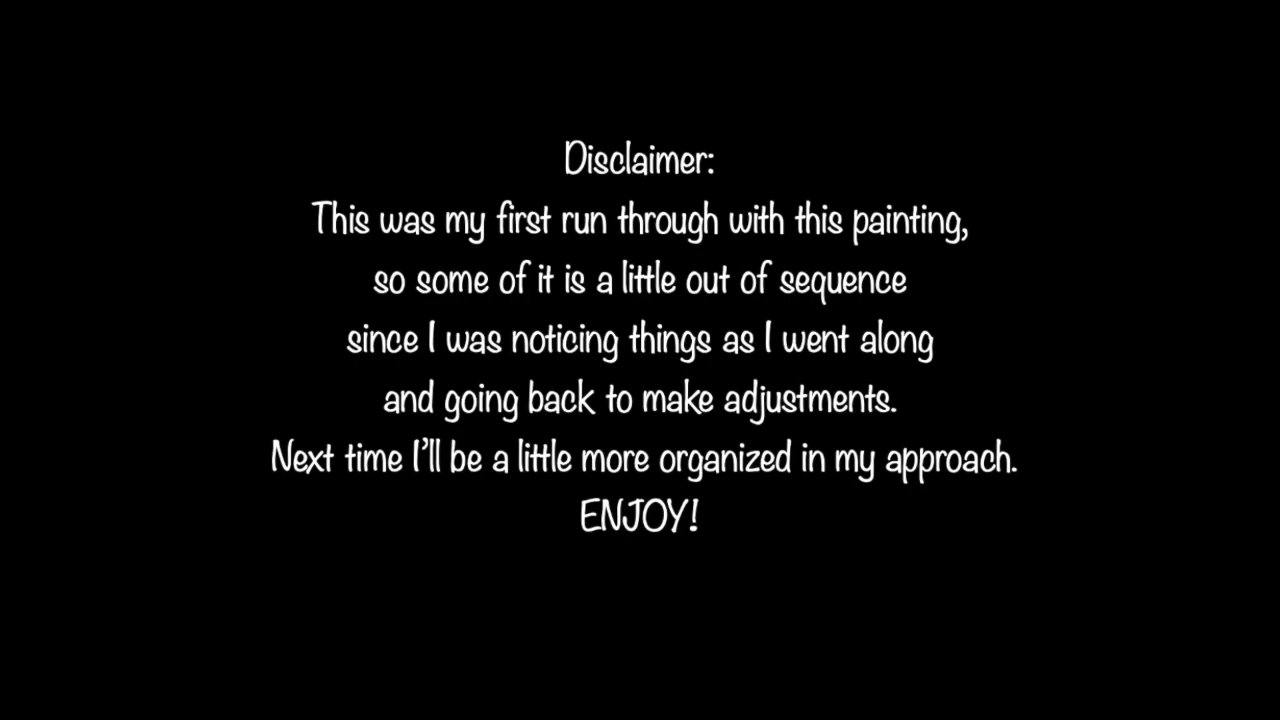 Disclaimer:
This was my first run through with this painting,
so some of it is a little out of sequence
since I was noticing things as I went along
and going back to make adjustments.
Next time I'll be a little more organized in my approach.
ENJOY!